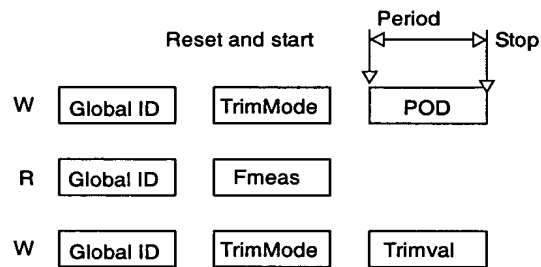 Period
Reset and start Stop
W Global ID TrimMode POD
R Global ID Fmeas
W Global ID TrimMode Trimval